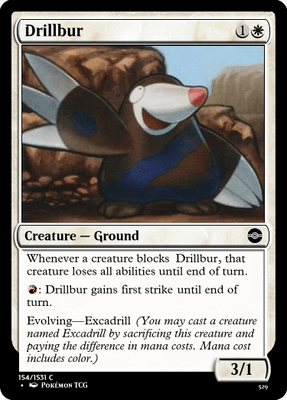 Drillbur 1
Creature — Ground
Whenever a creature blocks Drillbur, that
creature loses all abilities until end of turn.
: Drillbur gains first strike until end of
turn.
Evolving—Excadrill (You may cast a creature
named Excadrill by sacrificing this creature and
paying the difference in mana costs. Mana cost
includes color.)
3/1
154/1531 C
• Pokémon TCG
529